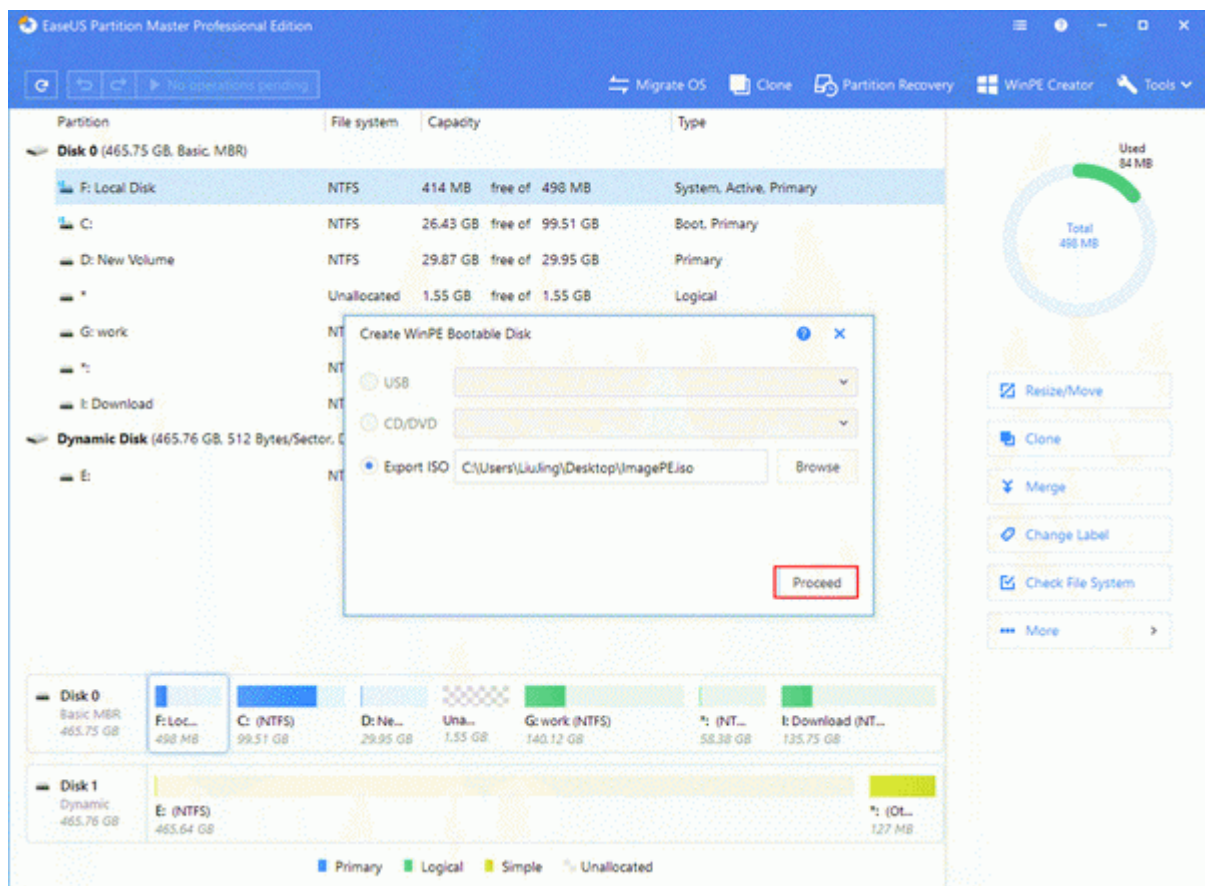 EaseUS Partition Master Professional Edition
No operations pending Migrate OS Clone Partition Recovery WinPE Creator Tools
Partition File system Capacity Type
Disk 0 (465.75 GB, Basic, MBR)
F: Local Disk NTFS 414 MB free of 498 MB System, Active, Primary
C: NTFS 26.43 GB free of 99.51 GB Boot, Primary
D: New Volume NTFS 29.87 GB free of 29.95 GB Primary
* Unallocated 1.55 GB free of 1.55 GB Logical
G: work NT
*: NT
I: Download NT
Dynamic Disk (465.76 GB, 512 Bytes/Sector, D
E: NT
Create WinPE Bootable Disk
USB
CD/DVD
Export ISO C:\Users\LiuJing\Desktop\ImagePE.iso Browse
Proceed
Used
84 MB
Total
498 MB
Resize/Move
Clone
Merge
Change Label
Check File System
More
Disk 0
Basic MBR
465.75 GB
F: Loc...
498 MB
C: (NTFS)
99.51 GB
D: Ne...
29.95 GB
Una...
1.55 GB
G: work (NTFS)
140.12 GB
*: (NT...
58.38 GB
I: Download (NT...
135.75 GB
Disk 1
Dynamic
465.76 GB
E: (NTFS)
465.64 GB
*: (Ot...
127 MB
Primary Logical Simple Unallocated